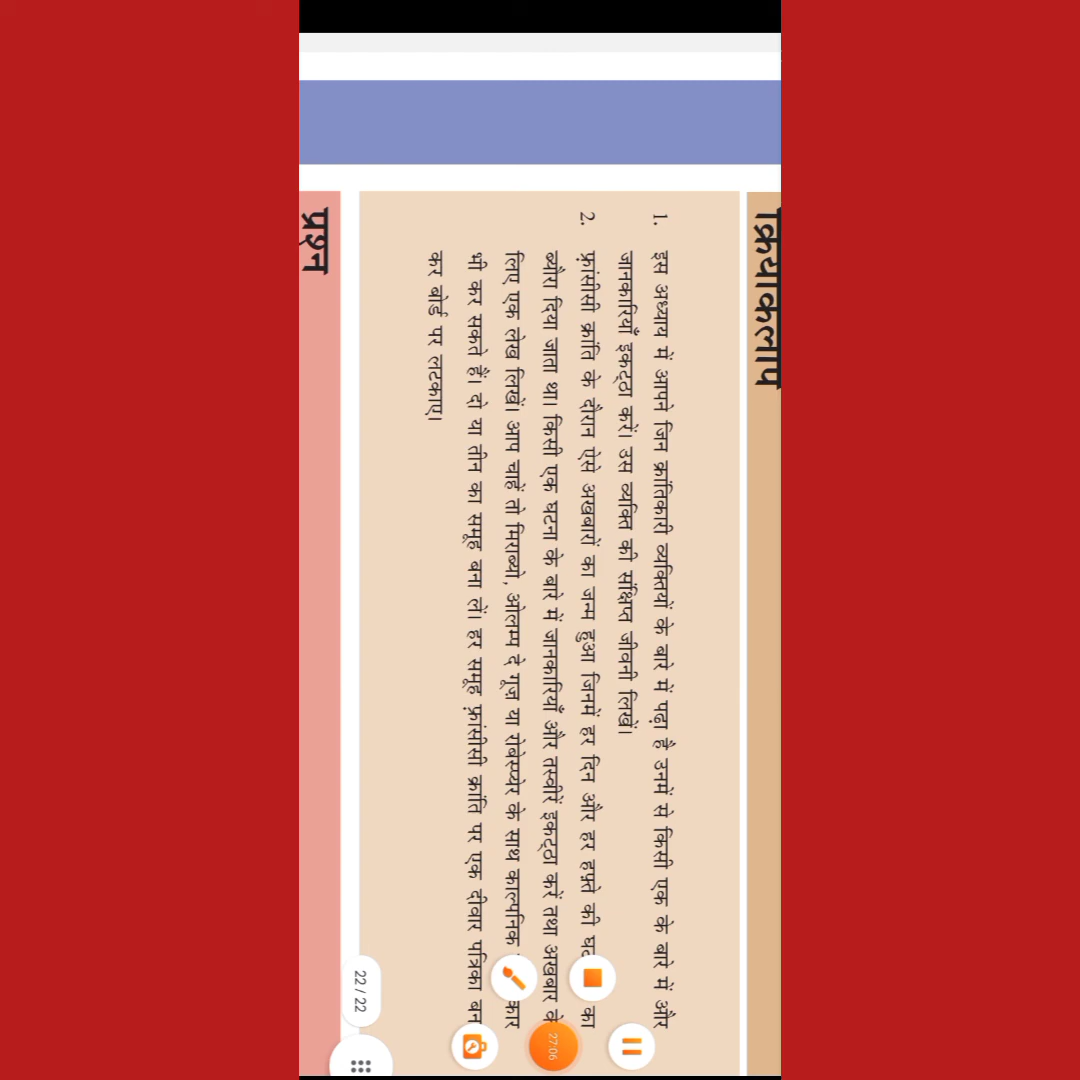 क्रियाकलाप
1. इस अध्याय में आपने जिन क्रांतिकारी व्यक्तियों के बारे में पढ़ा है उनमें से किसी एक के बारे में और
जानकारियाँ इकट्ठा करें। उस व्यक्ति की संक्षिप्त जीवनी लिखें।
2. फ़्रांसीसी क्रांति के दौरान ऐसे अखबारों का जन्म हुआ जिनमें हर दिन और हर हफ़्ते की का
ब्यौरा दिया जाता था। किसी एक घटना के बारे में जानकारियाँ और तस्वीरें इकट्ठा करें तथा अखबार के
लिए एक लेख लिखें। आप चाहें तो मिराब्यो, ओलम्प दे गूज़ या रोबेस्प्येर के साथ काल्पनिक
भी कर सकते हैं। दो या तीन का समूह बना लें। हर समूह फ़्रांसीसी क्रांति पर एक दीवार पत्रिका बना
कर बोर्ड पर लटकाए।
प्रश्न
22 / 22
27:06